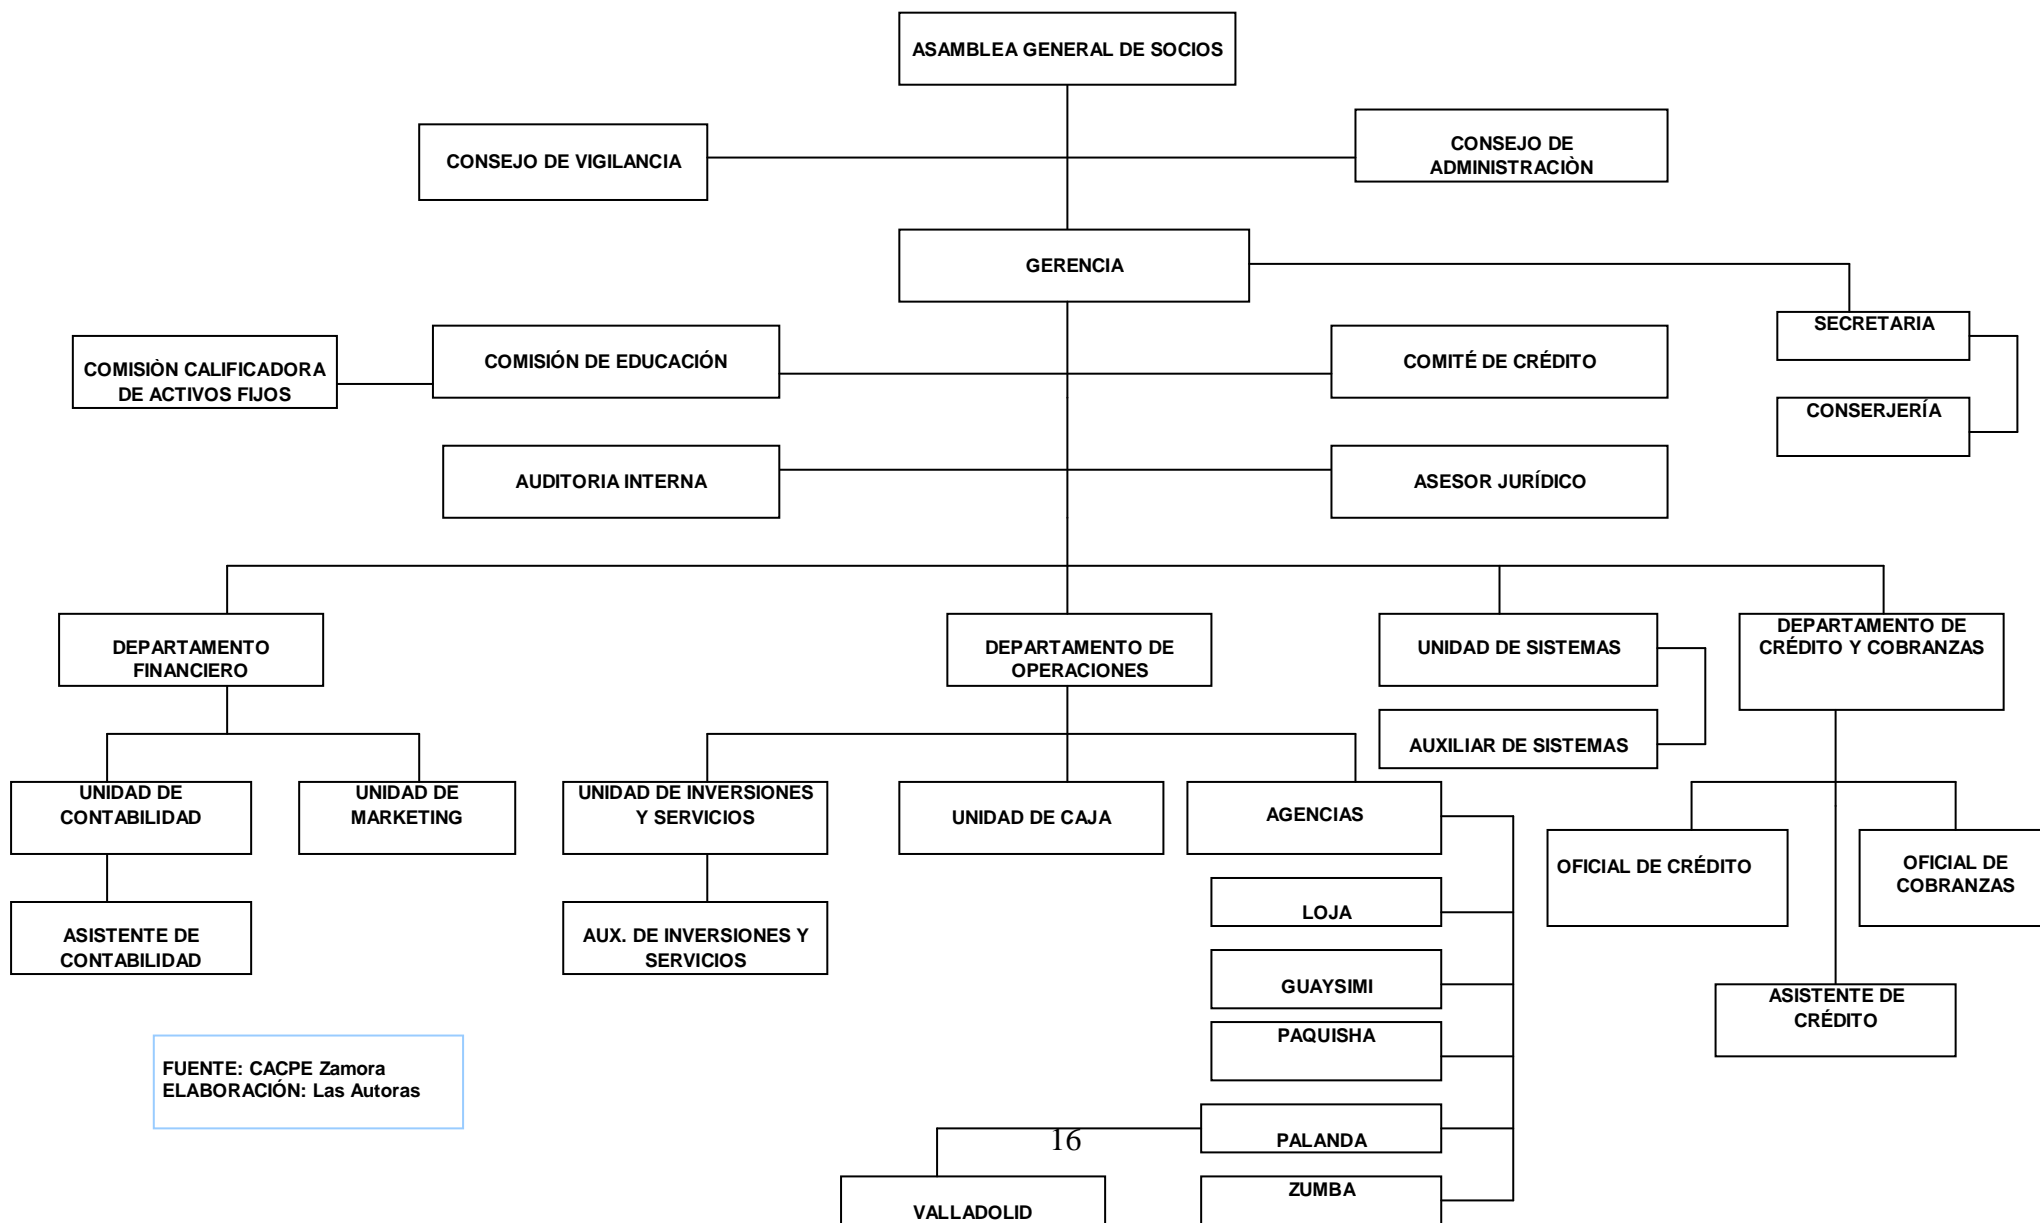 ASAMBLEA GENERAL DE SOCIOS
CONSEJO DE VIGILANCIA
CONSEJO DE
ADMINISTRACIÒN
GERENCIA
SECRETARIA
COMISIÒN CALIFICADORA
DE ACTIVOS FIJOS
COMISIÓN DE EDUCACIÓN
COMITÉ DE CRÉDITO
CONSERJERÍA
AUDITORIA INTERNA
ASESOR JURÍDICO
DEPARTAMENTO
FINANCIERO
DEPARTAMENTO DE
OPERACIONES
UNIDAD DE SISTEMAS
DEPARTAMENTO DE
CRÉDITO Y COBRANZAS
AUXILIAR DE SISTEMAS
UNIDAD DE
CONTABILIDAD
UNIDAD DE
MARKETING
UNIDAD DE INVERSIONES
Y SERVICIOS
UNIDAD DE CAJA
AGENCIAS
OFICIAL DE CRÉDITO
OFICIAL DE
COBRANZAS
ASISTENTE DE
CONTABILIDAD
AUX. DE INVERSIONES Y
SERVICIOS
LOJA
GUAYSIMI
ASISTENTE DE
CRÉDITO
PAQUISHA
FUENTE: CACPE Zamora
ELABORACIÓN: Las Autoras
16
PALANDA
ZUMBA
VALLADOLID